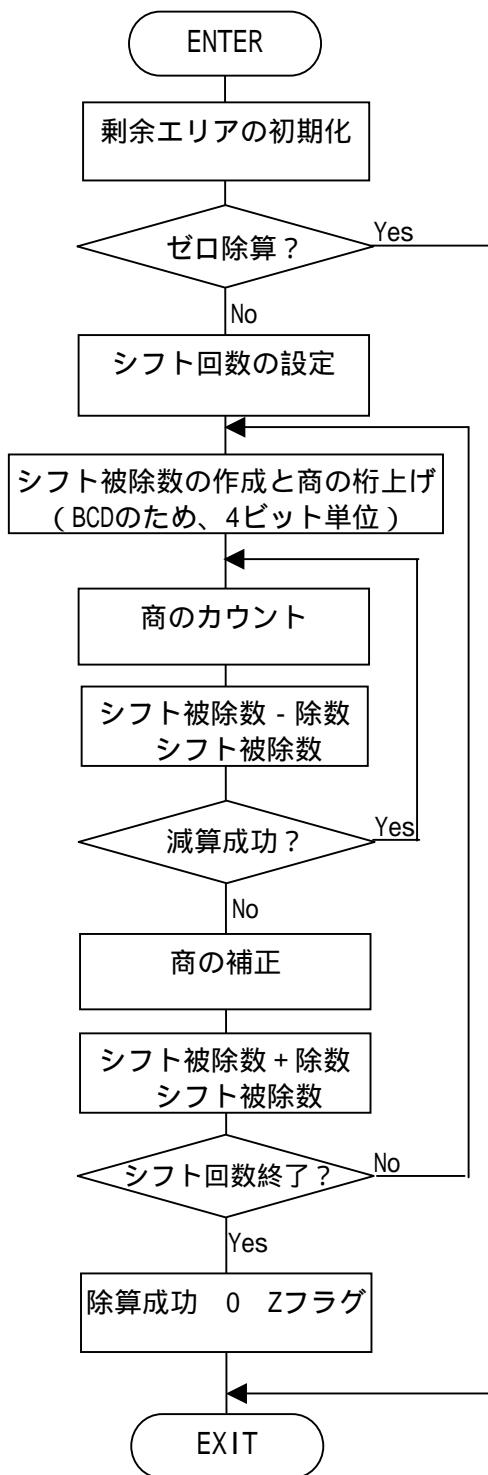 ENTER
剰余エリアの初期化
ゼロ除算？
Yes
No
シフト回数の設定
シフト被除数の作成と商の桁上げ
（BCDのため、4ビット単位）
商のカウント
シフト被除数 - 除数
シフト被除数
減算成功？
Yes
No
商の補正
シフト被除数 + 除数
シフト被除数
シフト回数終了？
No
Yes
除算成功　0　Zフラグ
EXIT